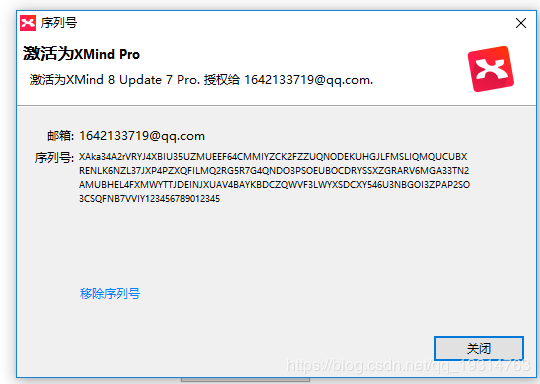 序列号
激活为XMind Pro
激活为XMind 8 Update 7 Pro. 授权给 1642133719@qq.com.
邮箱: 1642133719@qq.com
序列号: XAka34A2rVRYJ4XBIU35UZMUEEF64CMMIYZCK2FZZUQNODEKUHGJLFMSLIQMQUCUBX
RENLK6NZL37JXP4PZXQFILMQ2RG5R7G4QNDO3PSOEUBOCDRYSSXZGRARV6MGA33TN2
AMUBHEL4FXMWYTTJDEINJXUAV4BAYKBDCZQWVF3LWYXSDCXY546U3NBGOI3ZPAP2SO
3CSQFNB7VVIY123456789012345
移除序列号
关闭
https://blog.csdn.net/qq_19314763